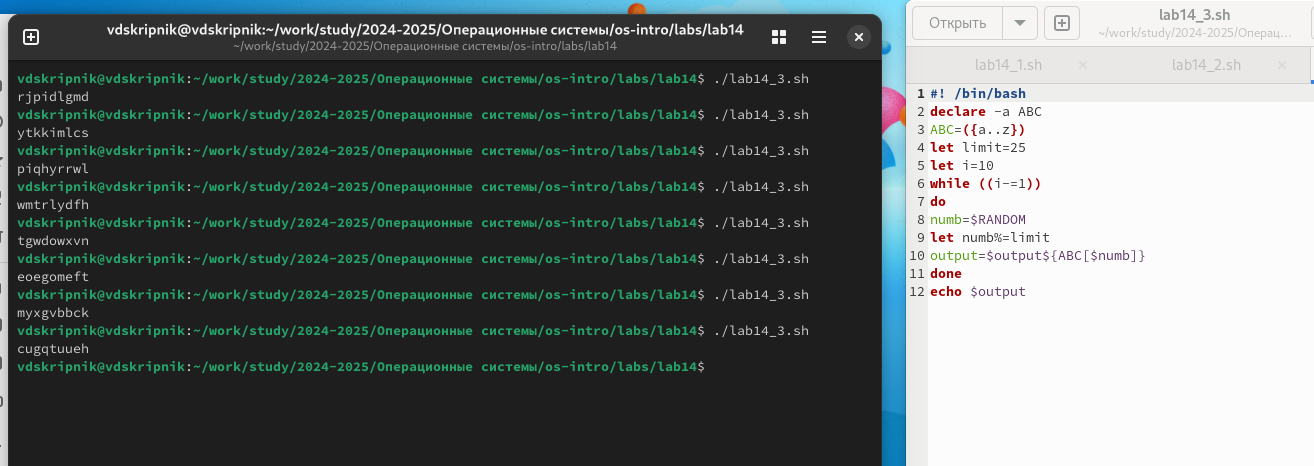 vdskripnik@vdskripnik:~/work/study/2024-2025/Операционные системы/os-intro/labs/lab14
~/work/study/2024-2025/Операционные системы/os-intro/labs/lab14
vdskripnik@vdskripnik:~/work/study/2024-2025/Операционные системы/os-intro/labs/lab14$ ./lab14_3.sh
rjpidlgmd
vdskripnik@vdskripnik:~/work/study/2024-2025/Операционные системы/os-intro/labs/lab14$ ./lab14_3.sh
ytkkimlcs
vdskripnik@vdskripnik:~/work/study/2024-2025/Операционные системы/os-intro/labs/lab14$ ./lab14_3.sh
piqhyrrwl
vdskripnik@vdskripnik:~/work/study/2024-2025/Операционные системы/os-intro/labs/lab14$ ./lab14_3.sh
wmtrlydfh
vdskripnik@vdskripnik:~/work/study/2024-2025/Операционные системы/os-intro/labs/lab14$ ./lab14_3.sh
tgwdowxvn
vdskripnik@vdskripnik:~/work/study/2024-2025/Операционные системы/os-intro/labs/lab14$ ./lab14_3.sh
eoegomeft
vdskripnik@vdskripnik:~/work/study/2024-2025/Операционные системы/os-intro/labs/lab14$ ./lab14_3.sh
myxgvbbck
vdskripnik@vdskripnik:~/work/study/2024-2025/Операционные системы/os-intro/labs/lab14$ ./lab14_3.sh
cugqtuueh
vdskripnik@vdskripnik:~/work/study/2024-2025/Операционные системы/os-intro/labs/lab14$
Открыть
lab14_3.sh
~/work/study/2024-2025/Операц…
lab14_1.sh
lab14_2.sh
1 #! /bin/bash
2 declare -a ABC
3 ABC=({a..z})
4 let limit=25
5 let i=10
6 while ((i-=1))
7 do
8 numb=$RANDOM
9 let numb%=limit
10 output=$output${ABC[$numb]}
11 done
12 echo $output